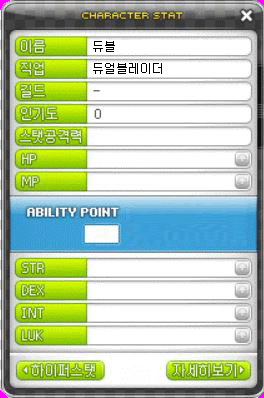 CHARACTER STAT
이름 듀블
직업 듀얼블레이더
길드 -
인기도 0
스탯공격력
HP
MP
ABILITY POINT
STR
DEX
INT
LUK
하이퍼스탯 자세히보기